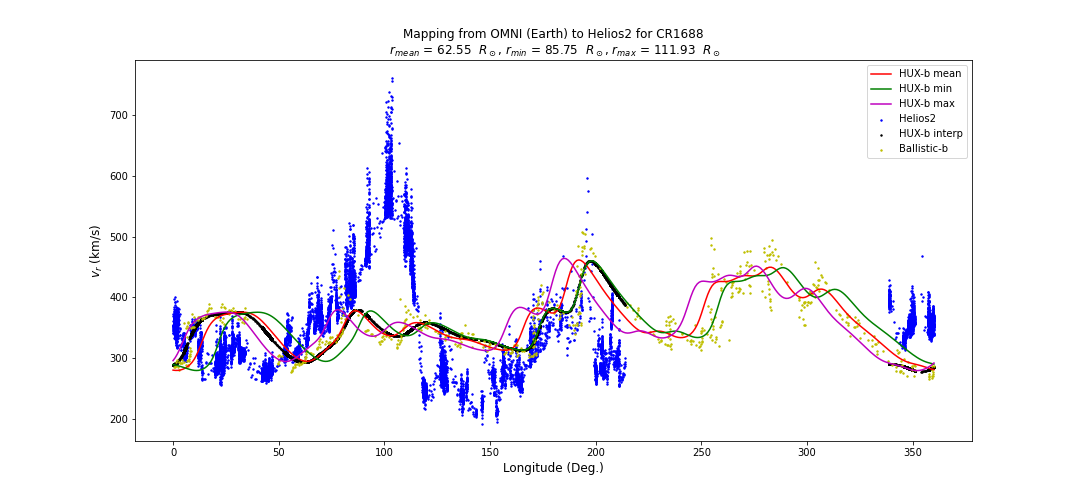 Mapping from OMNI (Earth) to Helios2 for CR1688
r_mean = 62.55 R_⊙, r_min = 85.75 R_⊙, r_max = 111.93 R_⊙
HUX-b mean
HUX-b min
HUX-b max
Helios2
HUX-b interp
Ballistic-b
700
600
500
400
300
200
v_r (km/s)
0 50 100 150 200 250 300 350
Longitude (Deg.)